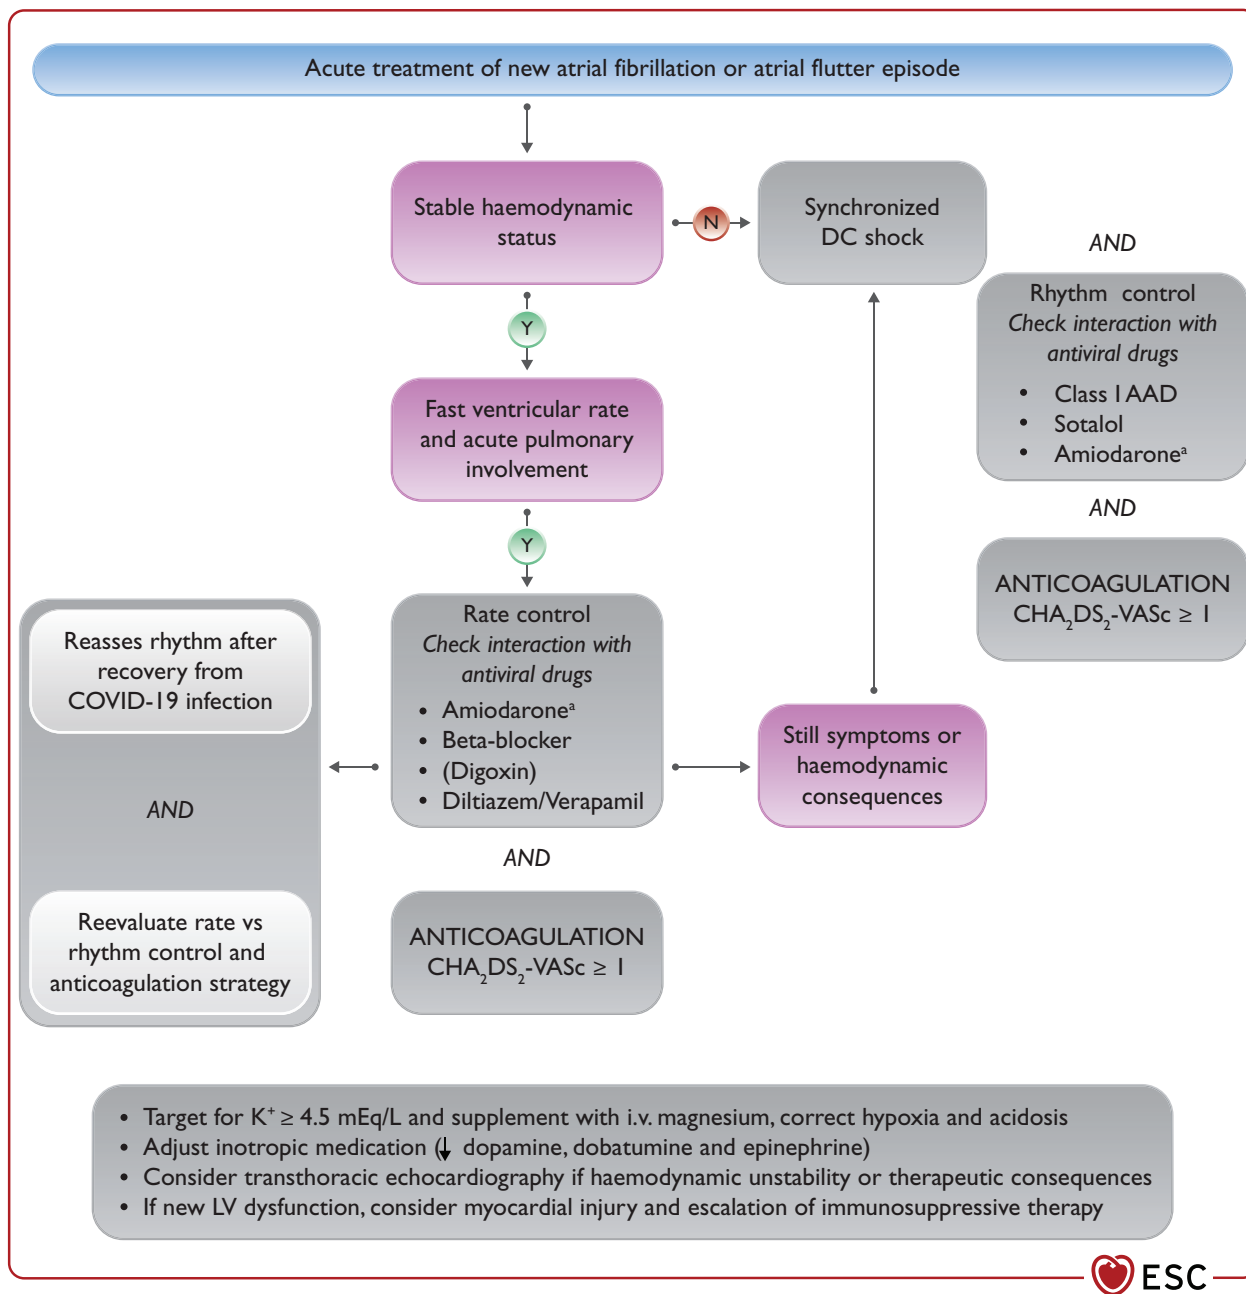 Acute treatment of new atrial fibrillation or atrial flutter episode
Stable haemodynamic
status
N
Synchronized
DC shock
AND
Rhythm control
Check interaction with
antiviral drugs
• Class I AAD
• Sotalol
• Amiodaroneᵃ
AND
ANTICOAGULATION
CHA₂DS₂-VASc ≥ 1
Y
Fast ventricular rate
and acute pulmonary
involvement
Y
Rate control
Check interaction with
antiviral drugs
• Amiodaroneᵃ
• Beta-blocker
• (Digoxin)
• Diltiazem/Verapamil
AND
ANTICOAGULATION
CHA₂DS₂-VASc ≥ 1
Still symptoms or
haemodynamic
consequences
Reasses rhythm after
recovery from
COVID-19 infection
AND
Reevaluate rate vs
rhythm control and
anticoagulation strategy
• Target for K⁺ ≥ 4.5 mEq/L and supplement with i.v. magnesium, correct hypoxia and acidosis
• Adjust inotropic medication (↓ dopamine, dobatumine and epinephrine)
• Consider transthoracic echocardiography if haemodynamic unstability or therapeutic consequences
• If new LV dysfunction, consider myocardial injury and escalation of immunosuppressive therapy
ESC